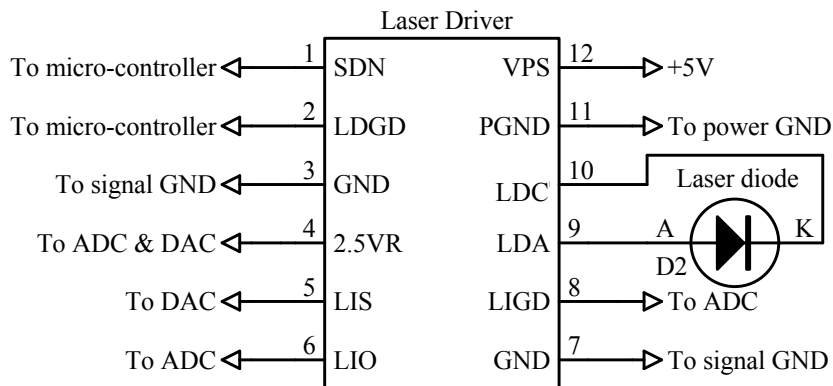 Laser Driver
To micro-controller 1 SDN VPS 12 +5V
To micro-controller 2 LDGD PGND 11 To power GND
To signal GND 3 GND LDC 10 Laser diode
To ADC & DAC 4 2.5VR LDA 9 A K
D2
To DAC 5 LIS LIGD 8 To ADC
To ADC 6 LIO GND 7 To signal GND